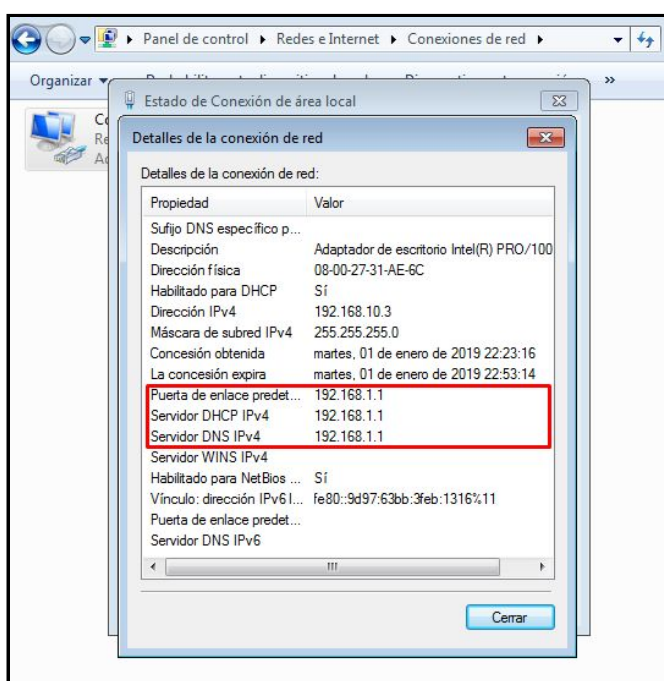 Panel de control ▸ Redes e Internet ▸ Conexiones de red ▸
Organizar ▾ »
Estado de Conexión de área local
Co
Re
Ad
Detalles de la conexión de red
Detalles de la conexión de red:
Propiedad Valor
Sufijo DNS específico p...
Descripción Adaptador de escritorio Intel(R) PRO/100
Dirección física 08-00-27-31-AE-6C
Habilitado para DHCP Sí
Dirección IPv4 192.168.10.3
Máscara de subred IPv4 255.255.255.0
Concesión obtenida martes, 01 de enero de 2019 22:23:16
La concesión expira martes, 01 de enero de 2019 22:53:14
Puerta de enlace predet... 192.168.1.1
Servidor DHCP IPv4 192.168.1.1
Servidor DNS IPv4 192.168.1.1
Servidor WINS IPv4
Habilitado para NetBios ... Sí
Vínculo: dirección IPv6 l... fe80::9d97:63bb:3feb:1316%11
Puerta de enlace predet...
Servidor DNS IPv6
Cerrar